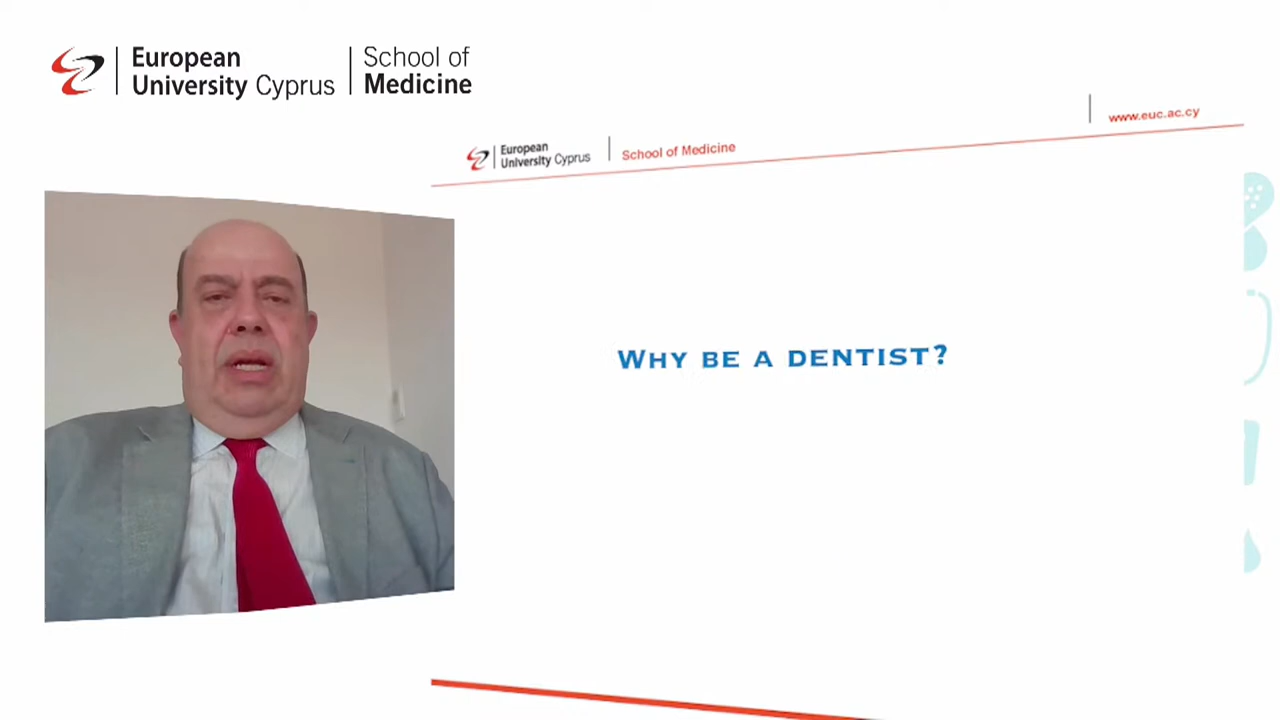 European
University Cyprus
School of
Medicine
www.euc.ac.cy
European
University Cyprus
School of Medicine
WHY BE A DENTIST?